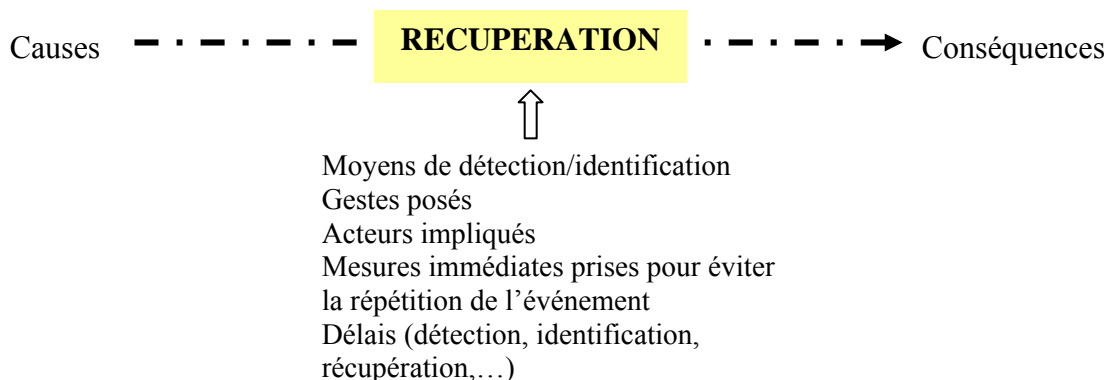 Causes
RECUPERATION
Conséquences
Moyens de détection/identification
Gestes posés
Acteurs impliqués
Mesures immédiates prises pour éviter
la répétition de l’événement
Délais (détection, identification,
récupération,…)